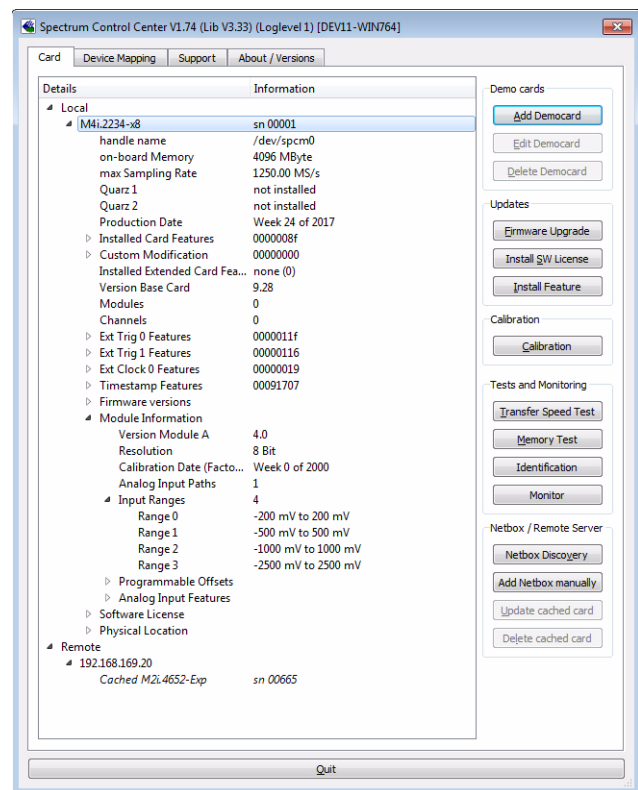 Spectrum Control Center V1.74 (Lib V3.33) (Loglevel 1) [DEV11-WIN764]
Card Device Mapping Support About / Versions
Details Information
Local
M4i.2234-x8 sn 00001
handle name /dev/spcm0
on-board Memory 4096 MByte
max Sampling Rate 1250.00 MS/s
Quarz 1 not installed
Quarz 2 not installed
Production Date Week 24 of 2017
Installed Card Features 0000008f
Custom Modification 00000000
Installed Extended Card Fea... none (0)
Version Base Card 9.28
Modules 0
Channels 0
Ext Trig 0 Features 0000011f
Ext Trig 1 Features 00000116
Ext Clock 0 Features 00000019
Timestamp Features 00091707
Firmware versions
Module Information
Version Module A 4.0
Resolution 8 Bit
Calibration Date (Facto... Week 0 of 2000
Analog Input Paths 1
Input Ranges 4
Range 0 -200 mV to 200 mV
Range 1 -500 mV to 500 mV
Range 2 -1000 mV to 1000 mV
Range 3 -2500 mV to 2500 mV
Programmable Offsets
Analog Input Features
Software License
Physical Location
Remote
192.168.169.20
Cached M2i.4652-Exp sn 00665
Demo cards
Add Democard
Edit Democard
Delete Democard
Updates
Firmware Upgrade
Install SW License
Install Feature
Calibration
Calibration
Tests and Monitoring
Transfer Speed Test
Memory Test
Identification
Monitor
Netbox / Remote Server
Netbox Discovery
Add Netbox manually
Update cached card
Delete cached card
Quit